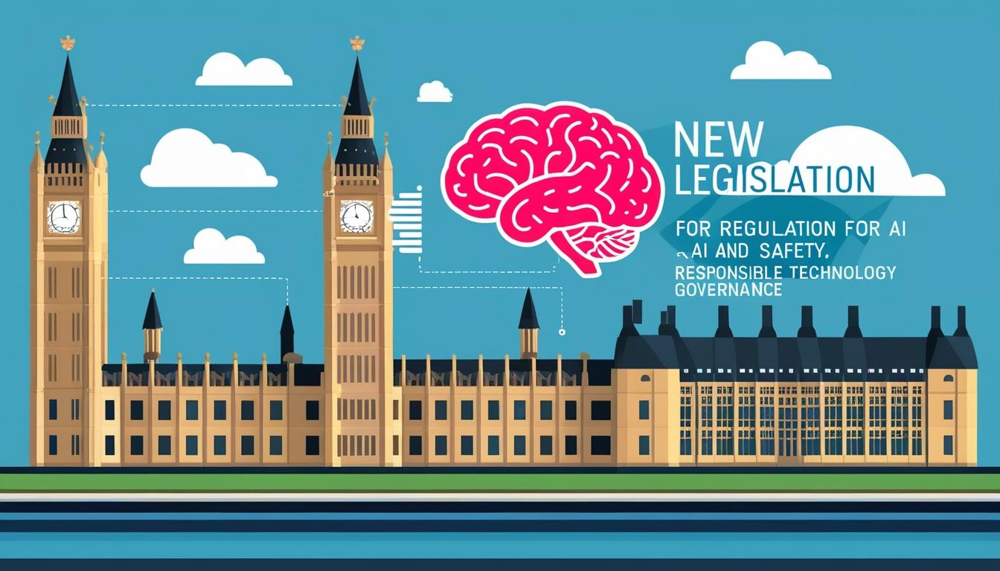 NEW
LEGISLATION
FOR REGULATION FOR AI
AI AND SAFETY.
RESPONSIBLE TECHNOLOGY
GOVERNANCE